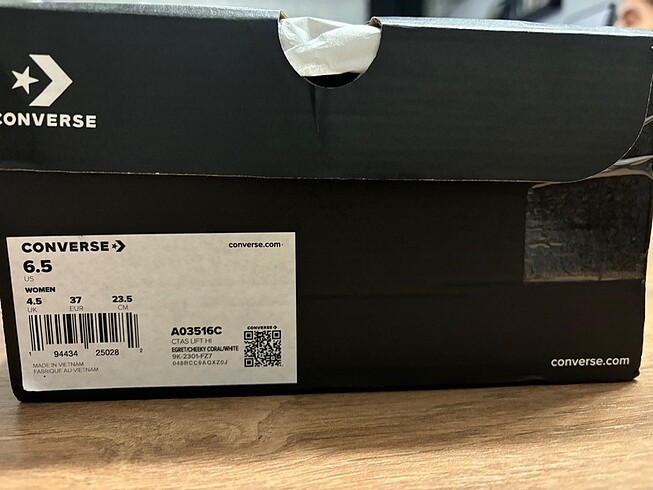 CONVERSE
CONVERSE converse.com
6.5
US
WOMEN
4.5 37 23.5
UK EUR CM
1 94434 25028 2
MADE IN VIETNAM
FABRIQUE AU VIETNAM
CONVERSE
A03516C
CTAS LIFT HI
EGRET/CHEEKY CORAL/WHITE
9K-2301-FZ7
048RCC9AQXZ0J
converse.com